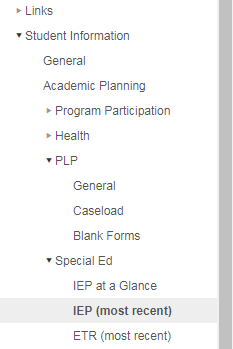 Links
Student Information
General
Academic Planning
Program Participation
Health
PLP
General
Caseload
Blank Forms
Special Ed
IEP at a Glance
IEP (most recent)
ETR (most recent)